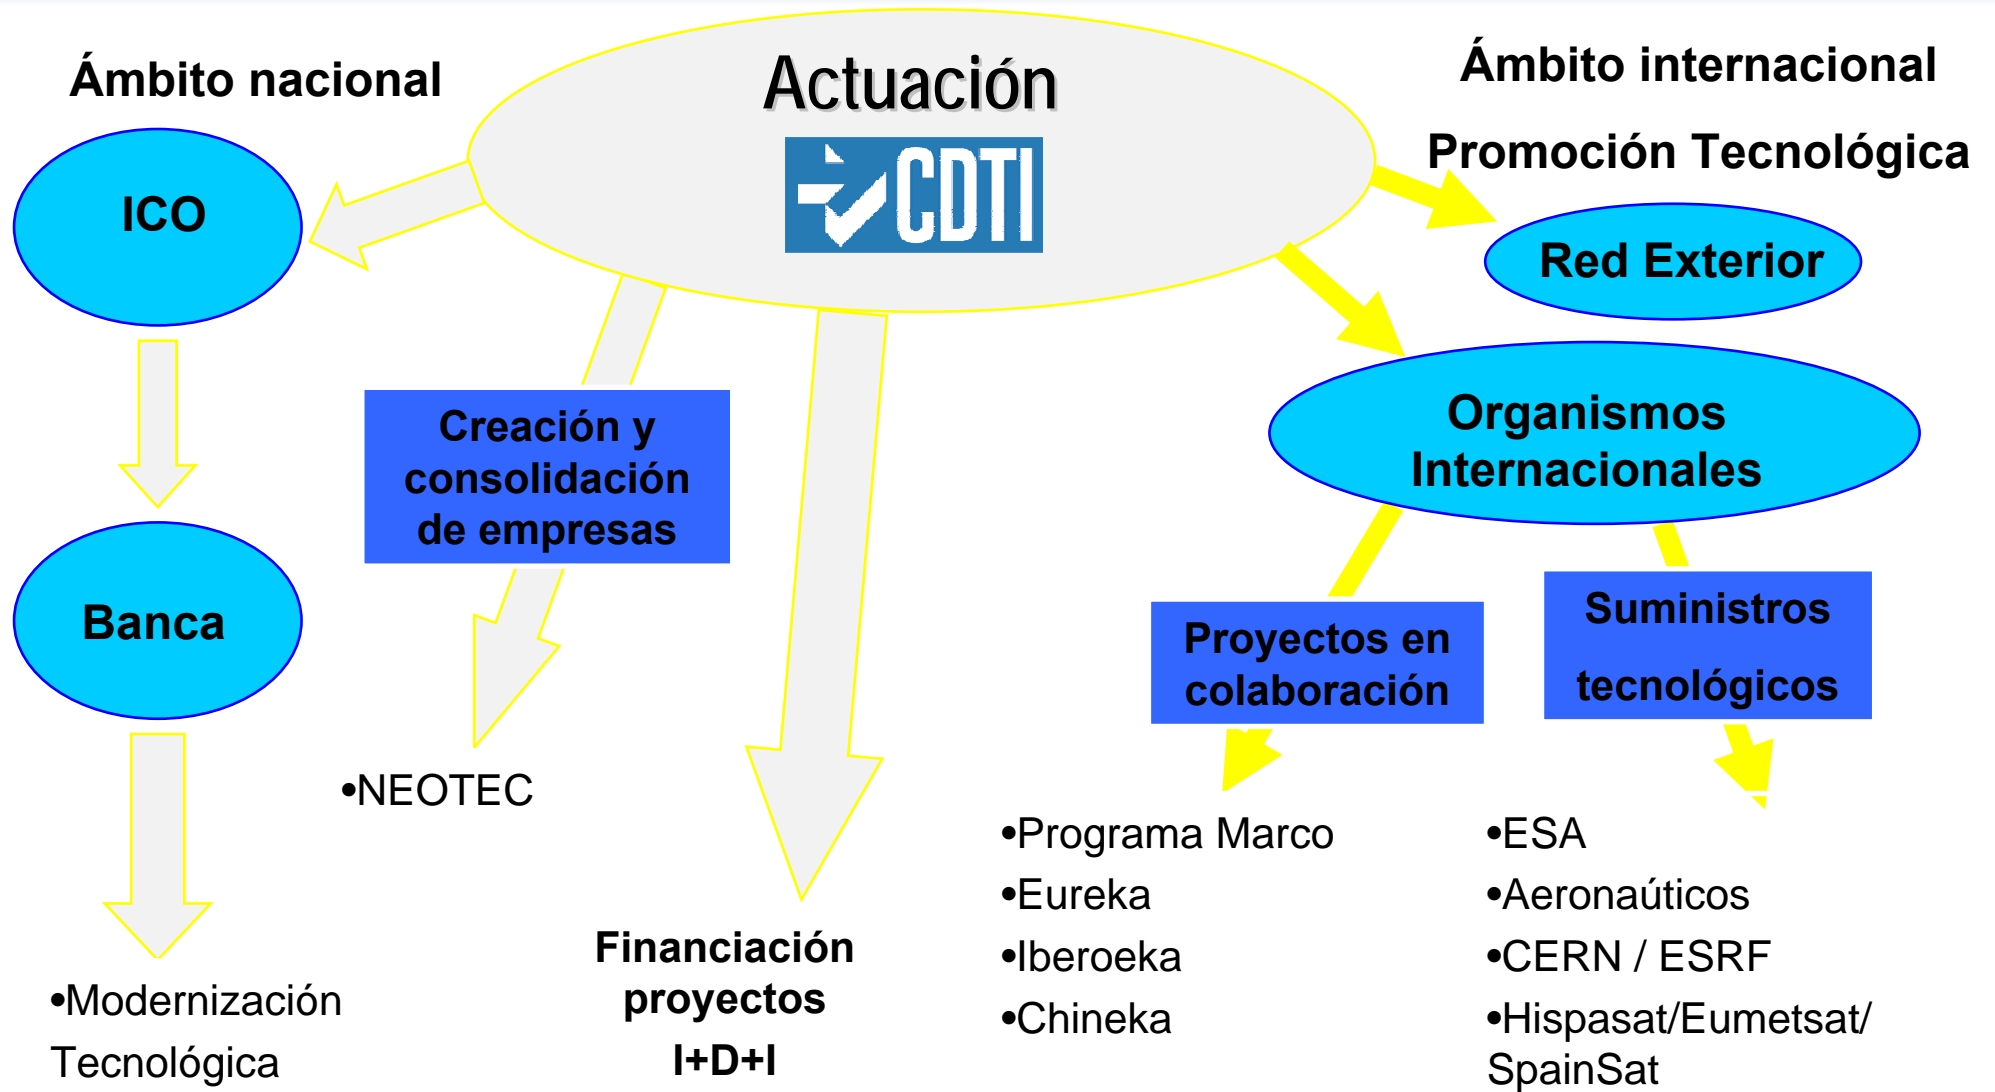 Ámbito nacional
Actuación
CDTI
Ámbito internacional
Promoción Tecnológica
ICO
Red Exterior
Creación y
consolidación
de empresas
Organismos
Internacionales
Banca
Proyectos en
colaboración
Suministros
tecnológicos
•NEOTEC
•Modernización
Tecnológica
Financiación
proyectos
I+D+I
•Programa Marco
•Eureka
•Iberoeka
•Chineka
•ESA
•Aeronaúticos
•CERN / ESRF
•Hispasat/Eumetsat/
SpainSat